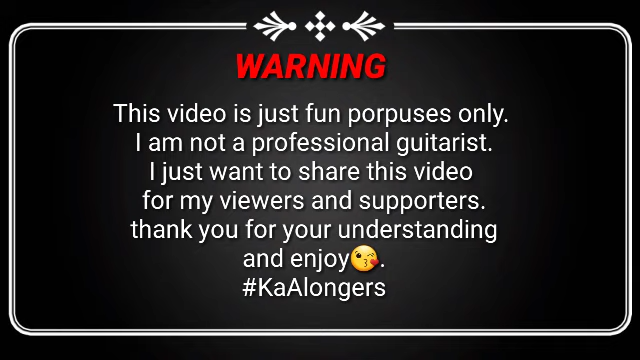 WARNING
This video is just fun porpuses only.
I am not a professional guitarist.
I just want to share this video
for my viewers and supporters.
thank you for your understanding
and enjoy😘.
#KaAlongers